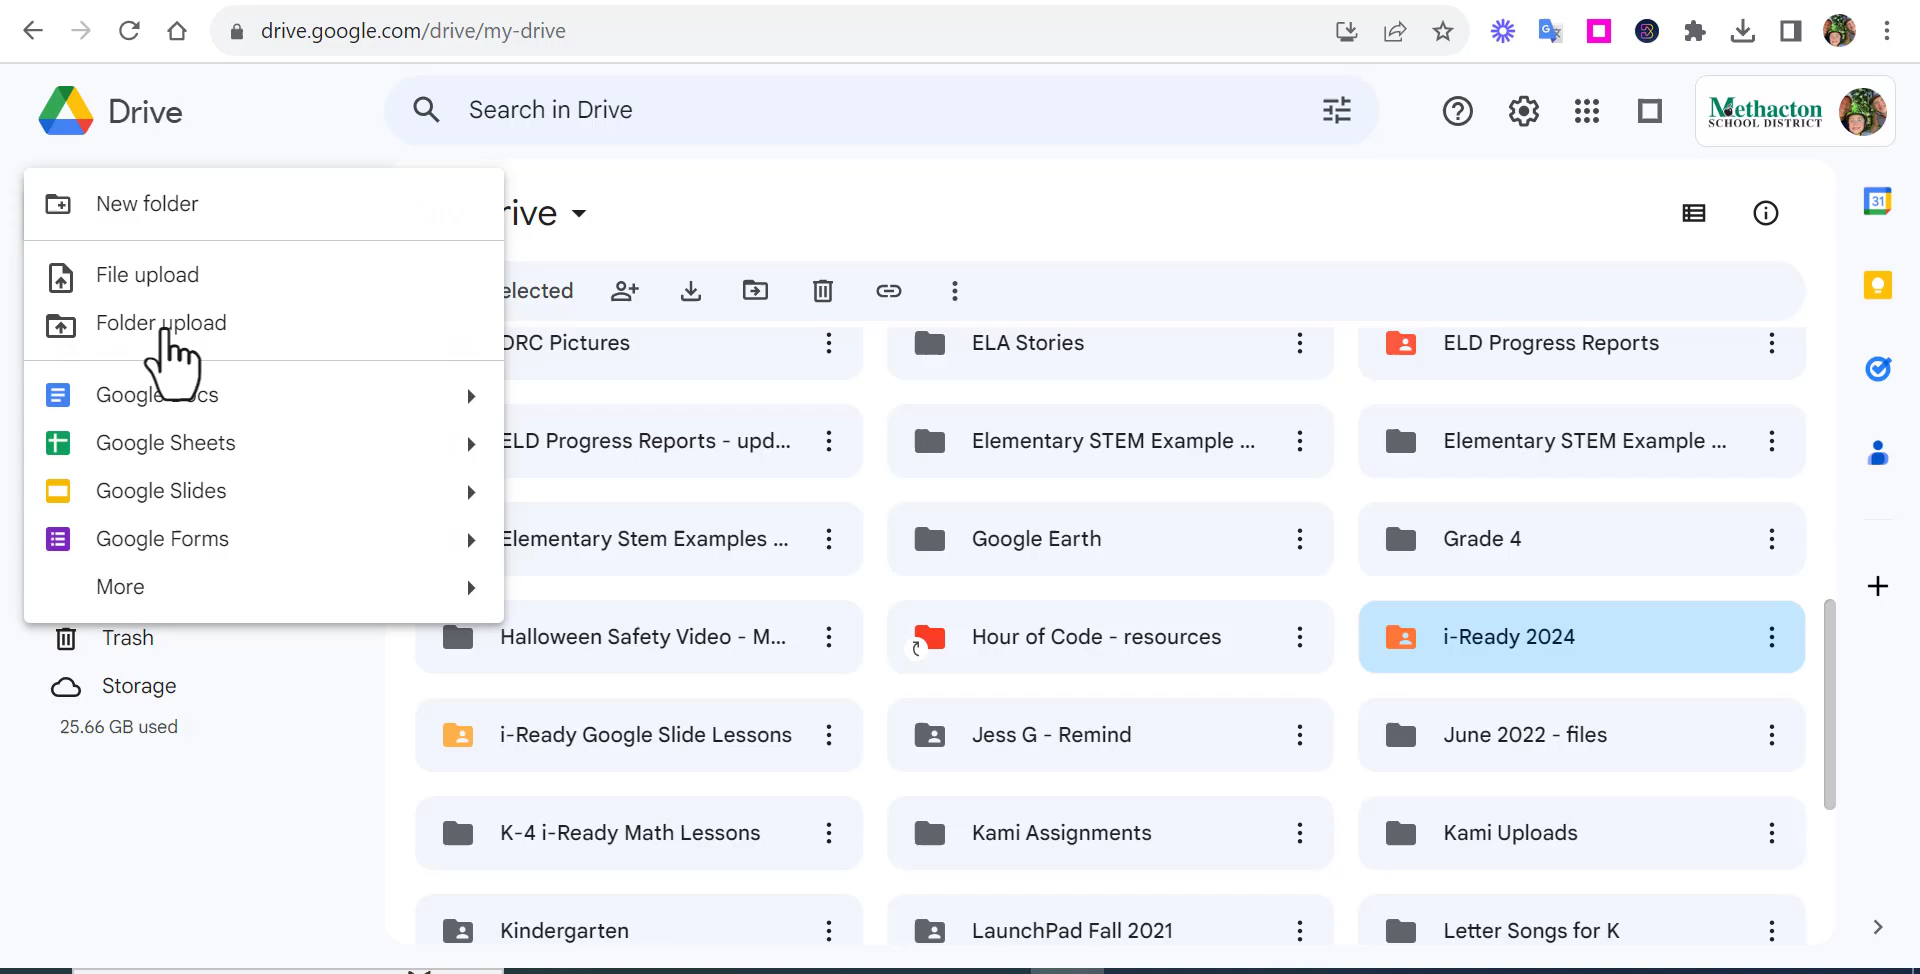 drive.google.com/drive/my-drive
Drive
Search in Drive
Methacton
SCHOOL DISTRICT
New folder
File upload
Folder upload
Google Docs
Google Sheets
Google Slides
Google Forms
More
Trash
Storage
25.66 GB used
rive
elected
DRC Pictures
ELA Stories
ELD Progress Reports
ELD Progress Reports - upd...
Elementary STEM Example ...
Elementary STEM Example ...
Elementary Stem Examples ...
Google Earth
Grade 4
Halloween Safety Video - M...
Hour of Code - resources
i-Ready 2024
i-Ready Google Slide Lessons
Jess G - Remind
June 2022 - files
K-4 i-Ready Math Lessons
Kami Assignments
Kami Uploads
Kindergarten
LaunchPad Fall 2021
Letter Songs for K
31